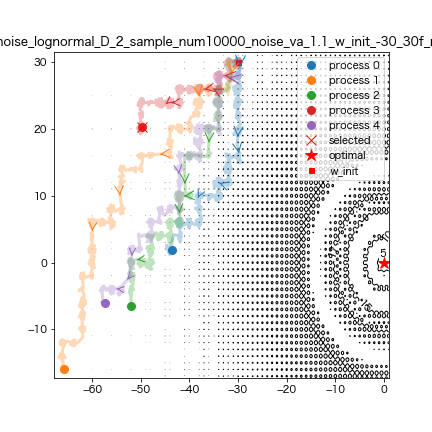 noise_lognormal_D_2_sample_num10000_noise_va_1.1_w_init_-30_30f_r
process 0
process 1
process 2
process 3
process 4
selected
optimal
w_init
30
20
10
0
−10
5
−60
−50
−40
−30
−20
−10
0